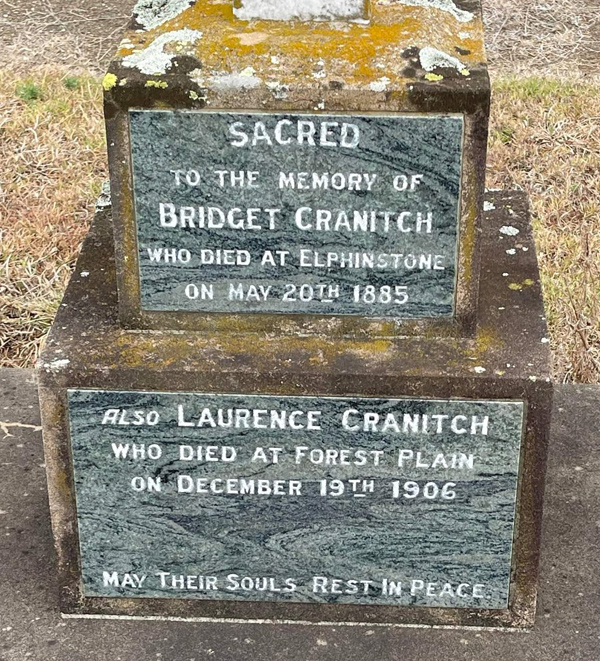 SACRED
TO THE MEMORY OF
BRIDGET CRANITCH
WHO DIED AT ELPHINSTONE
ON MAY 20TH 1885
ALSO LAURENCE CRANITCH
WHO DIED AT FOREST PLAIN
ON DECEMBER 19TH 1906
MAY THEIR SOULS REST IN PEACE.